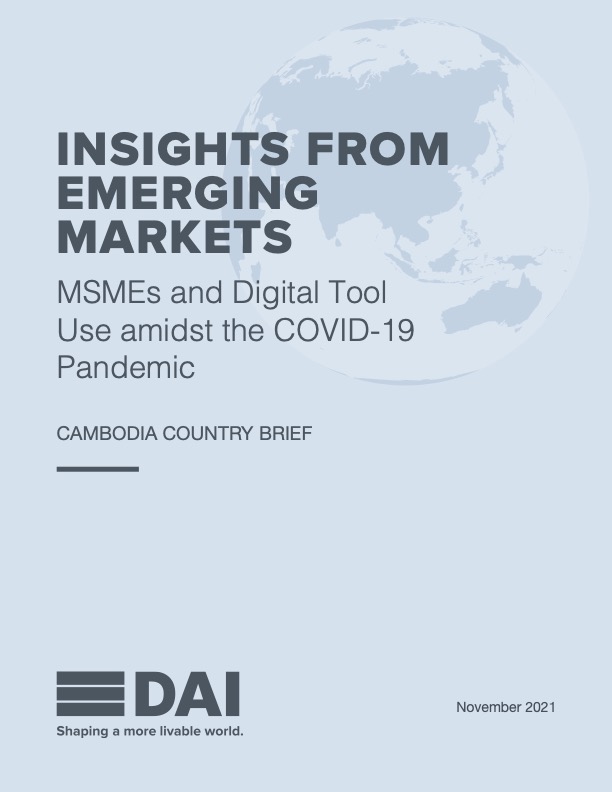 INSIGHTS FROM
EMERGING
MARKETS
MSMEs and Digital Tool
Use amidst the COVID-19
Pandemic
CAMBODIA COUNTRY BRIEF
DAI
Shaping a more livable world.
November 2021